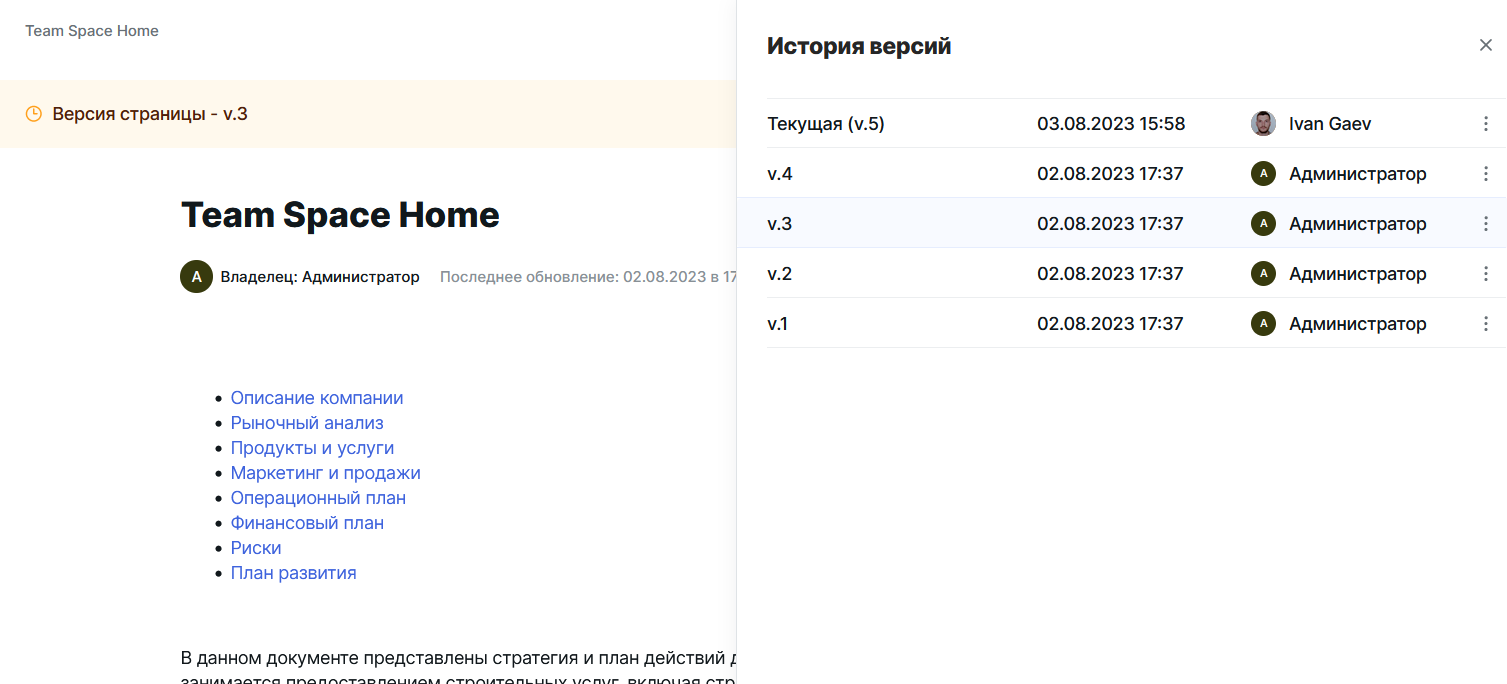 Team Space Home
Версия страницы - v.3
Team Space Home
А Владелец: Администратор Последнее обновление: 02.08.2023 в 17
Описание компании
Рыночный анализ
Продукты и услуги
Маркетинг и продажи
Операционный план
Финансовый план
Риски
План развития
В данном документе представлены стратегия и план действий д
занимается предоставлением строительных услуг, включая стр
История версий
Текущая (v.5) 03.08.2023 15:58 Ivan Gaev
v.4 02.08.2023 17:37 А Администратор
v.3 02.08.2023 17:37 А Администратор
v.2 02.08.2023 17:37 А Администратор
v.1 02.08.2023 17:37 А Администратор